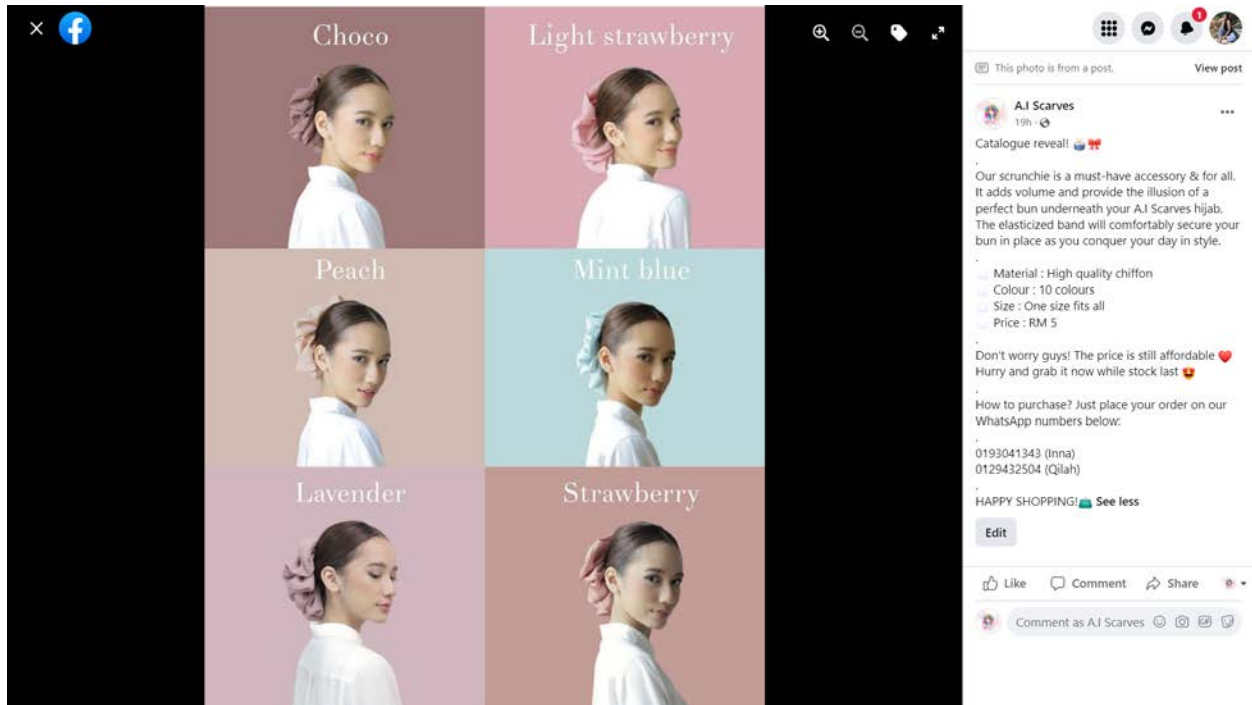 Choco
Light strawberry
Peach
Mint blue
Lavender
Strawberry
1
This photo is from a post.
View post
A.I Scarves
19h ·
Catalogue reveal!
.
Our scrunchie is a must-have accessory & for all.
It adds volume and provide the illusion of a
perfect bun underneath your A.I Scarves hijab.
The elasticized band will comfortably secure your
bun in place as you conquer your day in style.
.
Material : High quality chiffon
Colour : 10 colours
Size : One size fits all
Price : RM 5
.
Don't worry guys! The price is still affordable
Hurry and grab it now while stock last
.
How to purchase? Just place your order on our
WhatsApp numbers below:
.
0193041343 (Inna)
0129432504 (Qilah)
.
HAPPY SHOPPING! See less
Edit
Like
Comment
Share
Comment as A.I Scarves